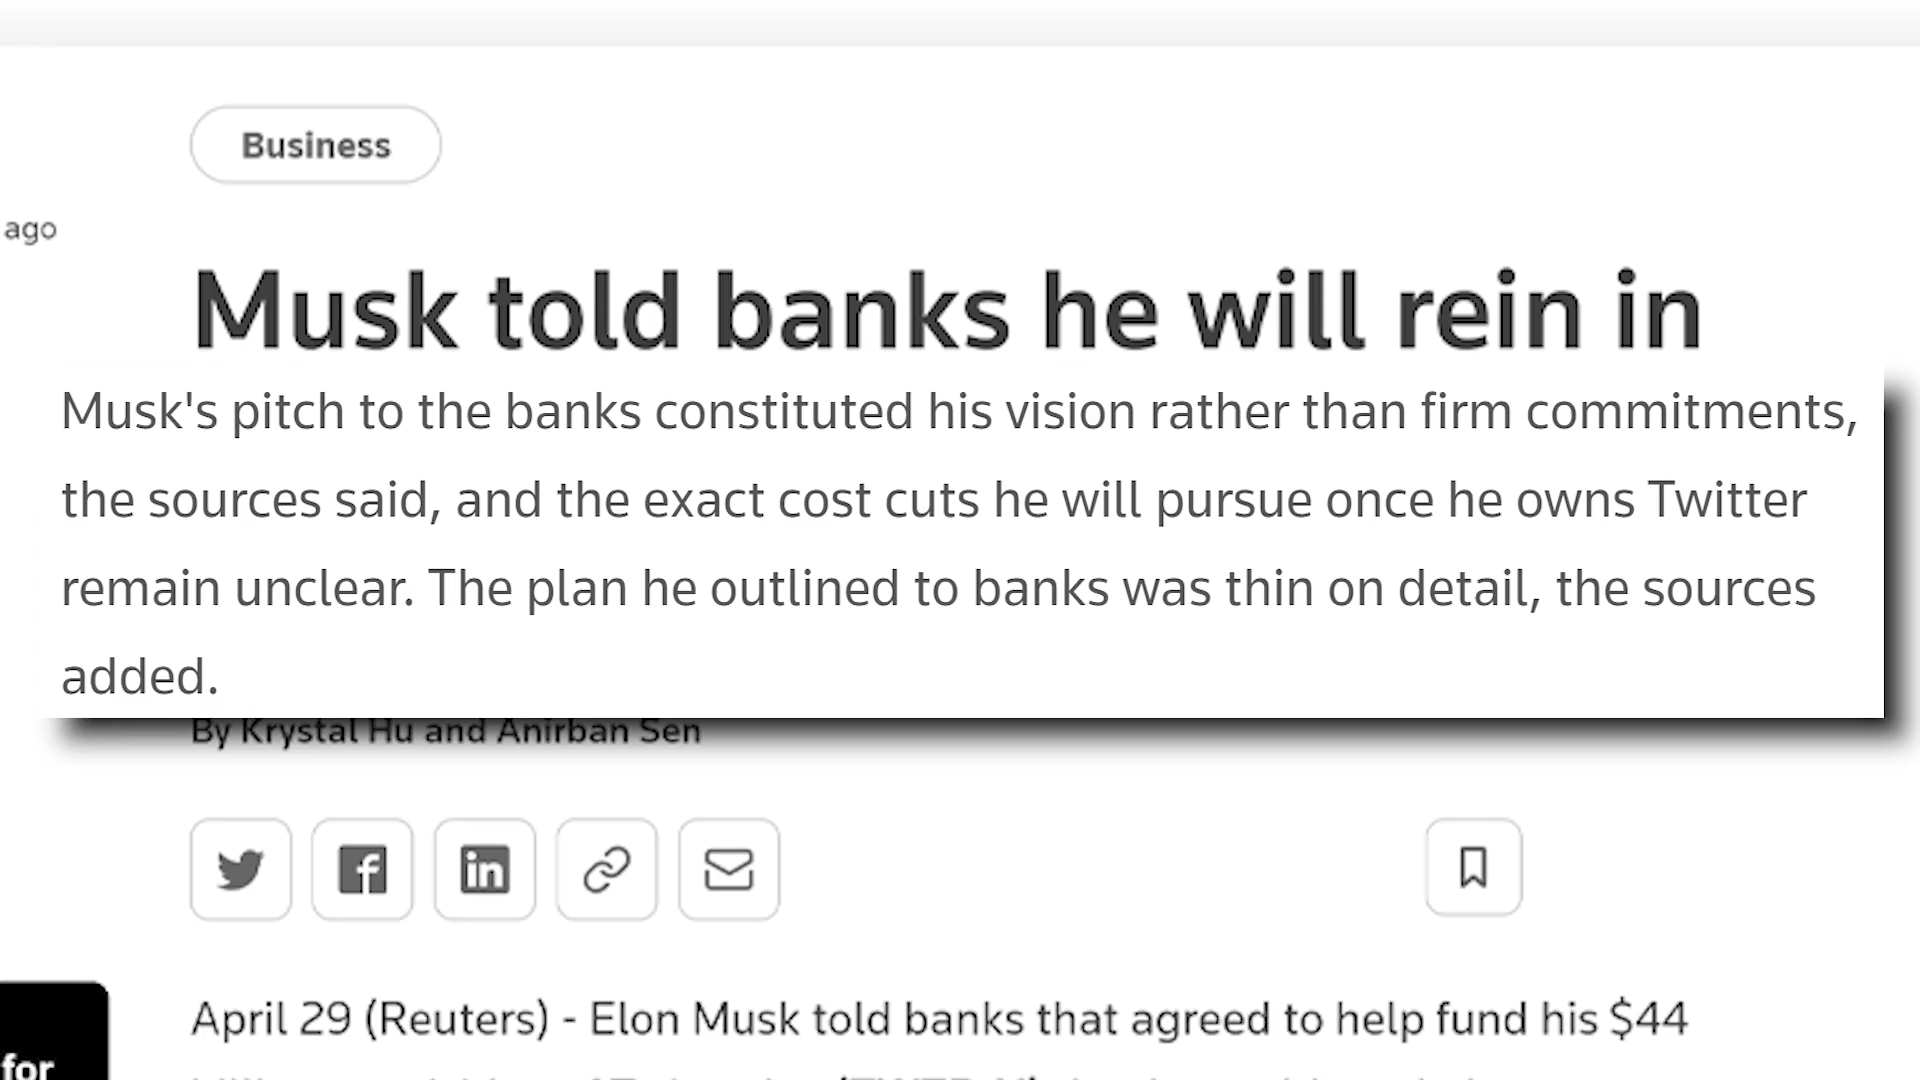 Business
ago
Musk told banks he will rein in
Musk's pitch to the banks constituted his vision rather than firm commitments,
the sources said, and the exact cost cuts he will pursue once he owns Twitter
remain unclear. The plan he outlined to banks was thin on detail, the sources
added.
By Krystal Hu and Anirban Sen
April 29 (Reuters) - Elon Musk told banks that agreed to help fund his $44
for